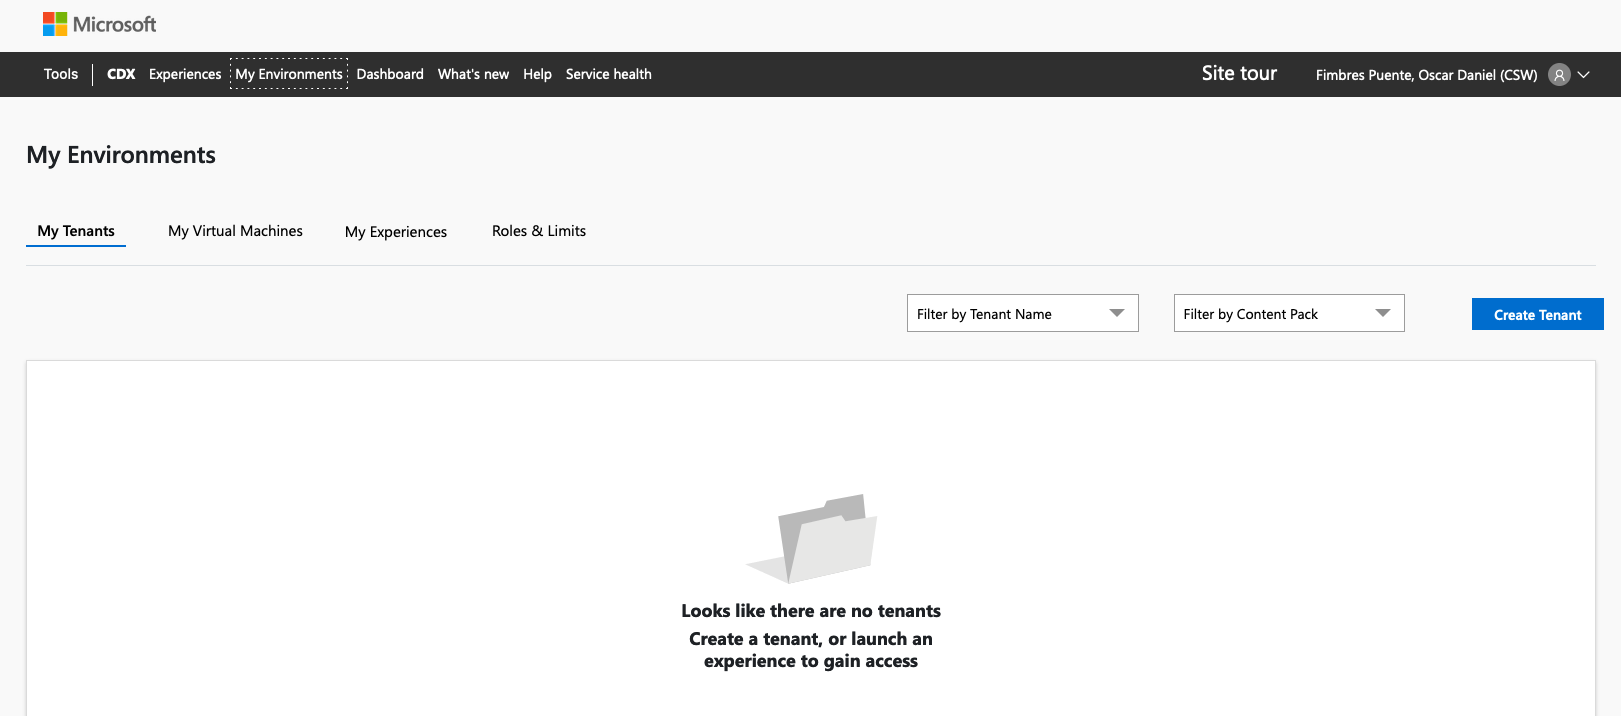 Microsoft
Tools CDX Experiences My Environments Dashboard What's new Help Service health Site tour Fimbres Puente, Oscar Daniel (CSW)
My Environments
My Tenants My Virtual Machines My Experiences Roles & Limits
Filter by Tenant Name Filter by Content Pack Create Tenant
Looks like there are no tenants
Create a tenant, or launch an
experience to gain access